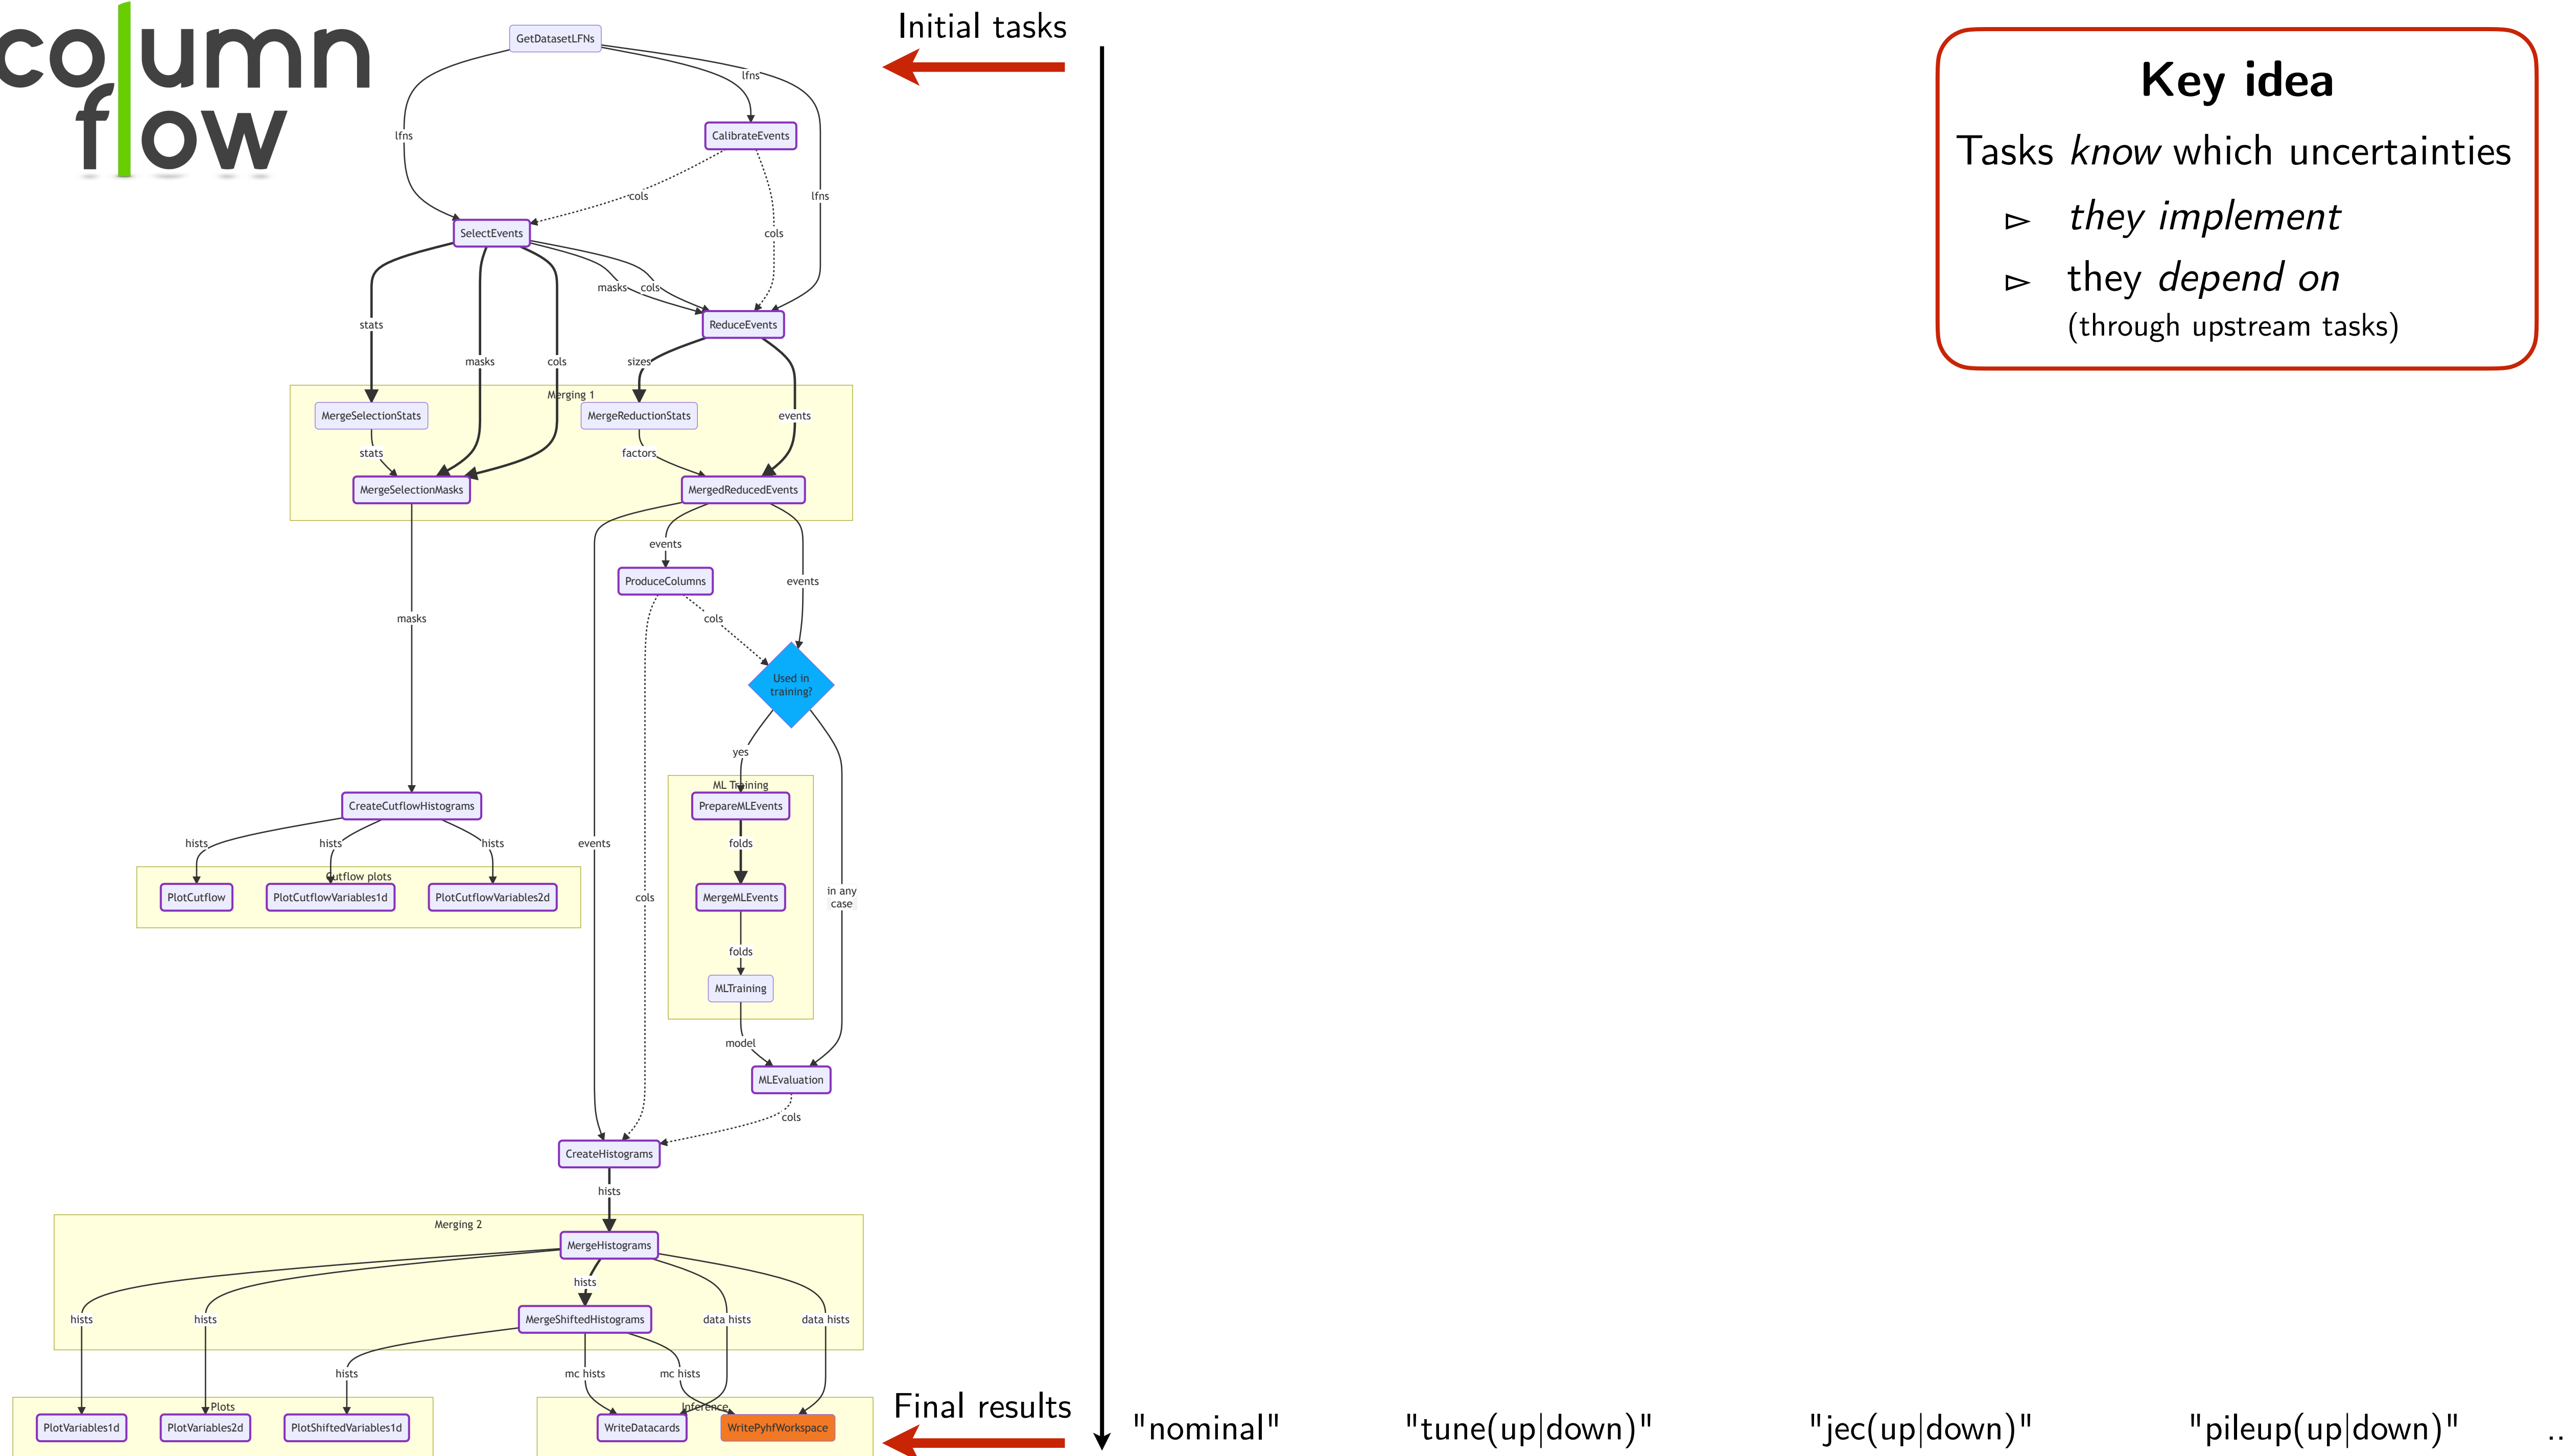 column
flow
GetDatasetLFNs
lfns
lfns
CalibrateEvents
lfns
cols
cols
SelectEvents
masks
cols
ReduceEvents
stats
masks
cols
sizes
events
Merging 1
MergeSelectionStats
MergeReductionStats
stats
factors
MergeSelectionMasks
MergedReducedEvents
events
ProduceColumns
events
masks
cols
Used in
training?
yes
ML Training
CreateCutflowHistograms
PrepareMLEvents
hists
hists
hists
events
folds
Cutflow plots
PlotCutflow
PlotCutflowVariables1d
PlotCutflowVariables2d
cols
MergeMLEvents
in any
case
folds
MLTraining
model
MLEvaluation
cols
CreateHistograms
hists
Merging 2
MergeHistograms
hists
hists
hists
MergeShiftedHistograms
data hists
data hists
hists
mc hists
mc hists
Plots
Inference
PlotVariables1d
PlotVariables2d
PlotShiftedVariables1d
WriteDatacards
WritePyhfWorkspace
Initial tasks
Final results
Key idea
Tasks know which uncertainties
▻ they implement
▻ they depend on
(through upstream tasks)
"nominal" "tune(up|down)" "jec(up|down)" "pileup(up|down)" ..